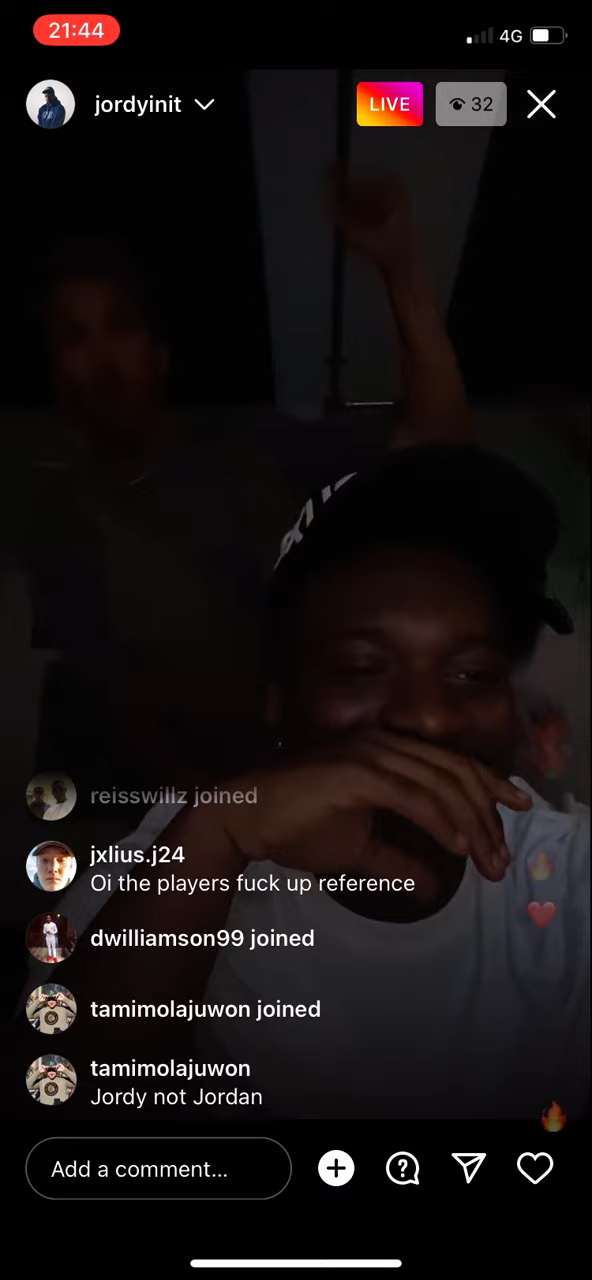 21:44
4G
jordyinit
LIVE
32
reisswillz joined
jxlius.j24
Oi the players fuck up reference
dwilliamson99 joined
tamimolajuwon joined
tamimolajuwon
Jordy not Jordan
Add a comment...